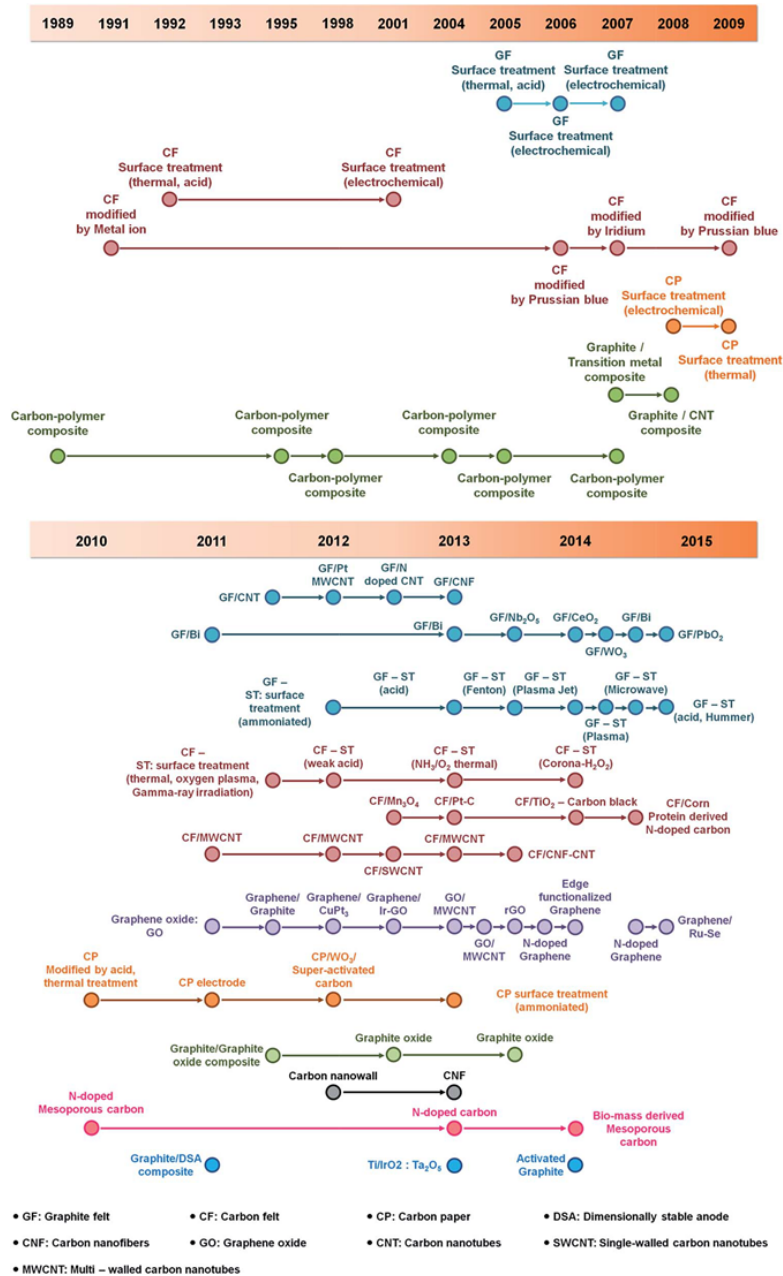 1989 1991 1992 1993 1995 1998 2001 2004 2005 2006 2007 2008 2009
GF
Surface treatment
(thermal, acid)
GF
Surface treatment
(electrochemical)
GF
Surface treatment
(electrochemical)
CF
Surface treatment
(thermal, acid)
CF
Surface treatment
(electrochemical)
CF
modified
by Metal ion
CF
modified
by Prussian blue
CF
modified
by Iridium
CF
modified
by Prussian blue
CP
Surface treatment
(electrochemical)
CP
Surface treatment
(thermal)
Graphite /
Transition metal
composite
Graphite / CNT
composite
Carbon-polymer
composite
Carbon-polymer
composite
Carbon-polymer
composite
Carbon-polymer
composite
Carbon-polymer
composite
Carbon-polymer
composite
2010 2011 2012 2013 2014 2015
GF/CNT
GF/Pt
MWCNT
GF/N
doped CNT
GF/CNF
GF/Bi
GF/Bi
GF/Nb₂O₅
GF/CeO₂
GF/WO₃
GF/Bi
GF/PbO₂
GF –
ST: surface
treatment
(ammoniated)
GF – ST
(acid)
GF – ST
(Fenton)
GF – ST
(Plasma Jet)
GF – ST
(Plasma)
GF – ST
(Microwave)
GF – ST
(acid, Hummer)
CF –
ST: surface treatment
(thermal, oxygen plasma,
Gamma-ray irradiation)
CF – ST
(weak acid)
CF – ST
(NH₃/O₂ thermal)
CF – ST
(Corona-H₂O₂)
CF/Mn₃O₄
CF/Pt-C
CF/TiO₂ – Carbon black
CF/Corn
Protein derived
N-doped carbon
CF/MWCNT
CF/MWCNT
CF/SWCNT
CF/MWCNT
CF/CNF-CNT
Graphene oxide:
GO
Graphene/
Graphite
Graphene/
CuPt₃
Graphene/
Ir-GO
GO/
MWCNT
GO/
MWCNT
rGO
N-doped
Graphene
Edge
functionalized
Graphene
N-doped
Graphene
Graphene/
Ru-Se
CP
Modified by acid,
thermal treatment
CP electrode
CP/WO₃/
Super-activated
carbon
CP surface treatment
(ammoniated)
Graphite/Graphite
oxide composite
Graphite oxide
Graphite oxide
Carbon nanowall
CNF
N-doped
Mesoporous carbon
N-doped carbon
Bio-mass derived
Mesoporous
carbon
Graphite/DSA
composite
Ti/IrO2 : Ta₂O₅
Activated
Graphite
• GF: Graphite felt • CF: Carbon felt • CP: Carbon paper • DSA: Dimensionally stable anode
• CNF: Carbon nanofibers • GO: Graphene oxide • CNT: Carbon nanotubes • SWCNT: Single-walled carbon nanotubes
• MWCNT: Multi – walled carbon nanotubes